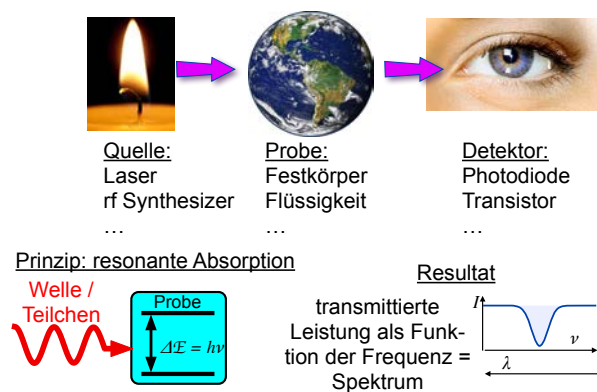 Quelle:
Laser
rf Synthesizer
…
Probe:
Festkörper
Flüssigkeit
…
Detektor:
Photodiode
Transistor
…
Prinzip: resonante Absorption
Welle /
Teilchen
Probe
ΔE = hν
Resultat
transmittierte
Leistung als Funk-
tion der Frequenz =
Spektrum
I
ν
λ